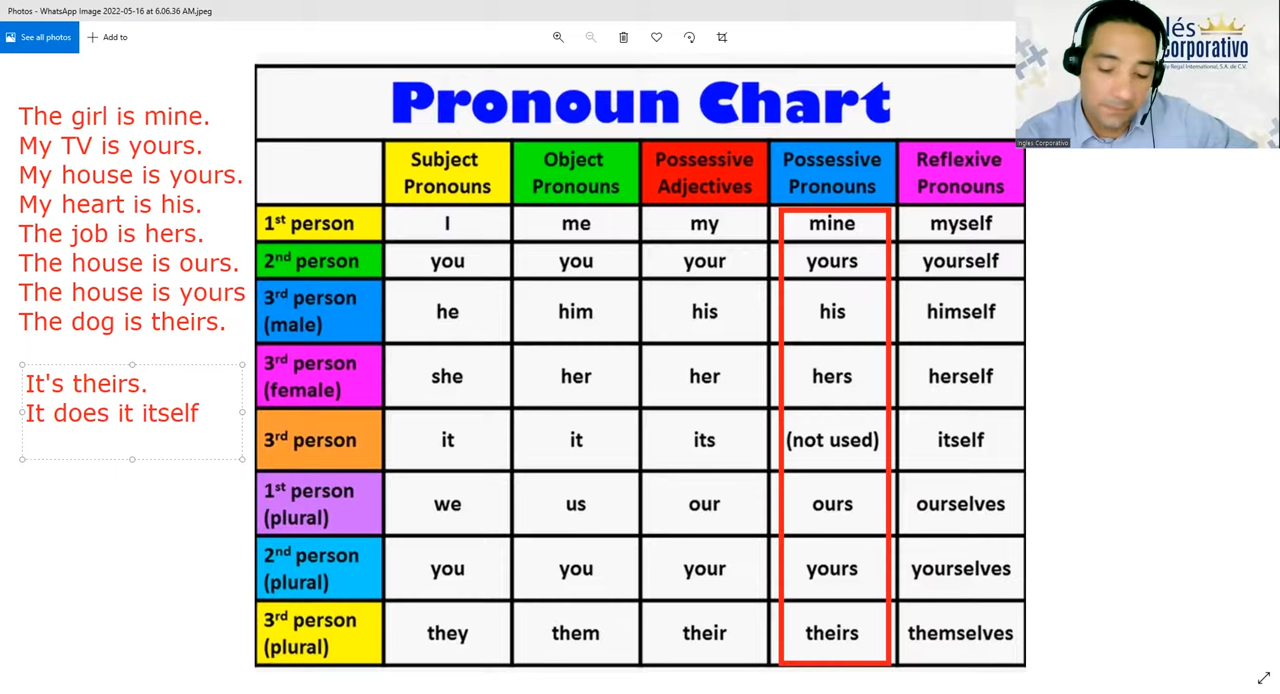 Photos - WhatsApp Image 2022-05-16 at 6.06.36 AM.jpeg
See all photos
Add to
lés
corporativo
by Regal International, S.A. de C.V.
Inglés Corporativo
The girl is mine.
My TV is yours.
My house is yours.
My heart is his.
The job is hers.
The house is ours.
The house is yours
The dog is theirs.
It's theirs.
It does it itself
Pronoun Chart
Subject Pronouns Object Pronouns Possessive Adjectives Possessive Pronouns Reflexive Pronouns
1st person I me my mine myself
2nd person you you your yours yourself
3rd person (male) he him his his himself
3rd person (female) she her her hers herself
3rd person it it its (not used) itself
1st person (plural) we us our ours ourselves
2nd person (plural) you you your yours yourselves
3rd person (plural) they them their theirs themselves